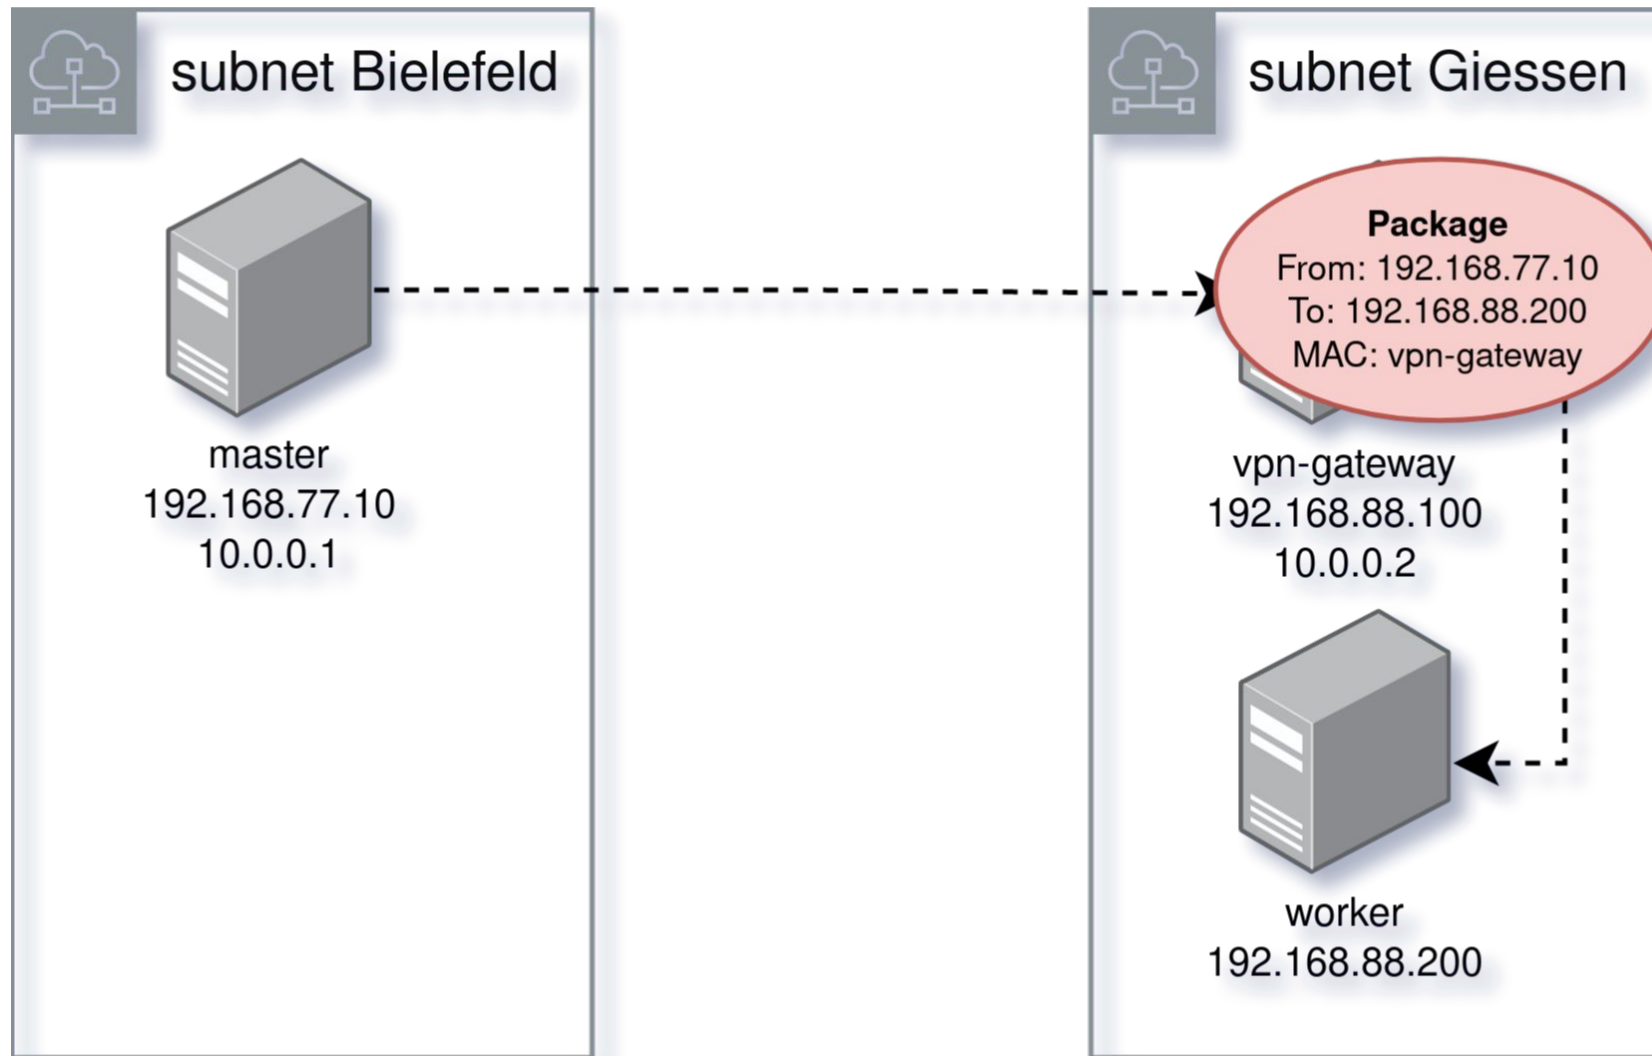 subnet Bielefeld
subnet Giessen
Package
From: 192.168.77.10
To: 192.168.88.200
MAC: vpn-gateway
master
192.168.77.10
10.0.0.1
vpn-gateway
192.168.88.100
10.0.0.2
worker
192.168.88.200